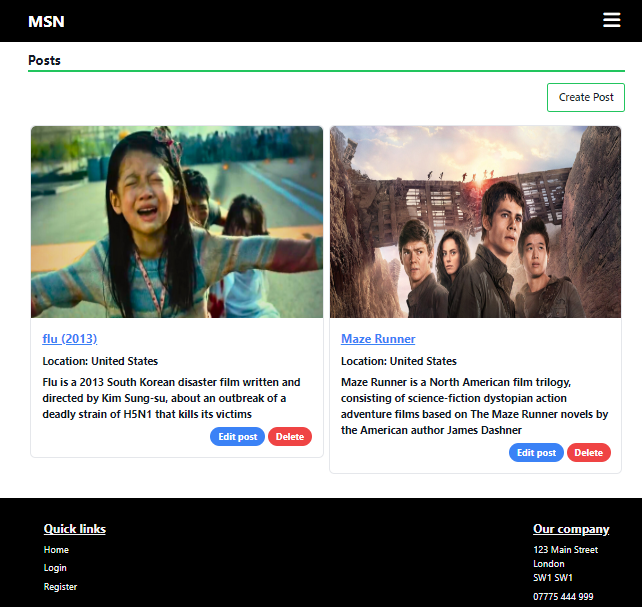 MSN
Posts
Create Post
flu (2013)
Location: United States
Flu is a 2013 South Korean disaster film written and
directed by Kim Sung-su, about an outbreak of a
deadly strain of H5N1 that kills its victims
Edit post
Delete
Maze Runner
Location: United States
Maze Runner is a North American film trilogy,
consisting of science-fiction dystopian action
adventure films based on The Maze Runner novels by
the American author James Dashner
Edit post
Delete
Quick links
Home
Login
Register
Our company
123 Main Street
London
SW1 SW1
07775 444 999